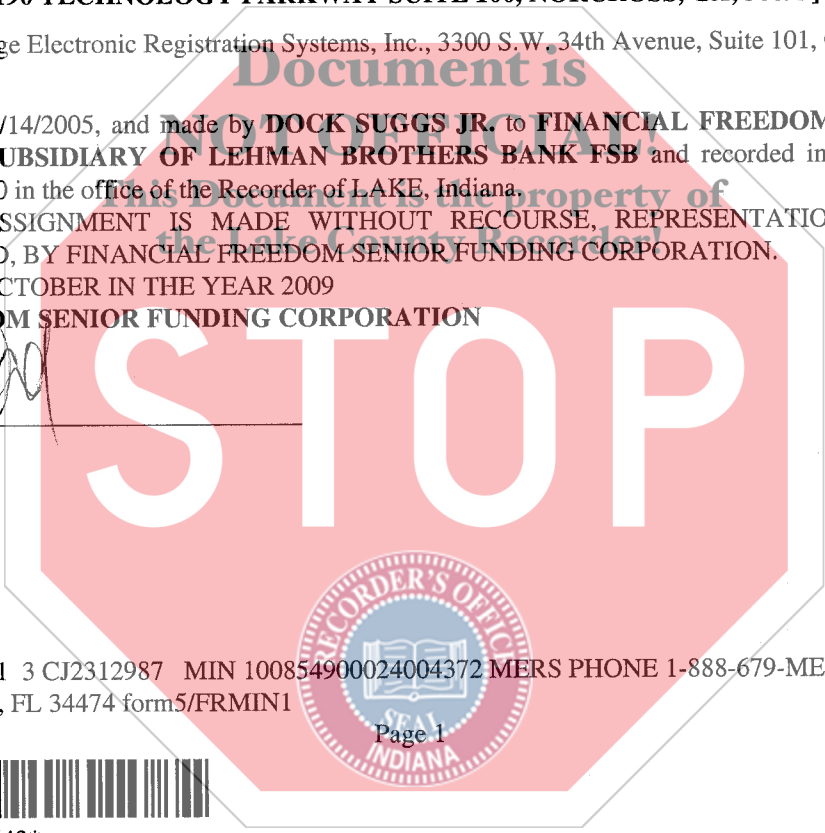 ge Electronic Registration Systems, Inc., 3300 S.W. 34th Avenue, Suite 101,
Document is
/14/2005, and made by DOCK SUGGS JR. to FINANCIAL FREEDOM
NOT OFFICIAL!
UBSIDIARY OF LEHMAN BROTHERS BANK FSB and recorded in
0 in the office of the Recorder of LAKE, Indiana.
This Document is the property of
SSIGNMENT IS MADE WITHOUT RECOURSE, REPRESENTATIO
the Lake County Recorder!
D, BY FINANCIAL FREEDOM SENIOR FUNDING CORPORATION.
CTOBER IN THE YEAR 2009
OM SENIOR FUNDING CORPORATION
STOP
RECORDER'S OFFICE
1 3 CJ2312987 MIN 100854900024004372 MERS PHONE 1-888-679-ME
, FL 34474 form5/FRMIN1
SEAL
Page 1
INDIANA